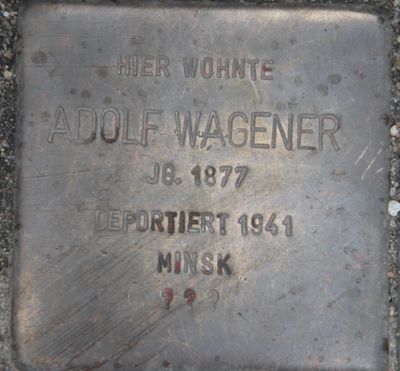 HIER WOHNTE
ADOLF WAGENER
JG. 1877
DEPORTIERT 1941
MINSK
???